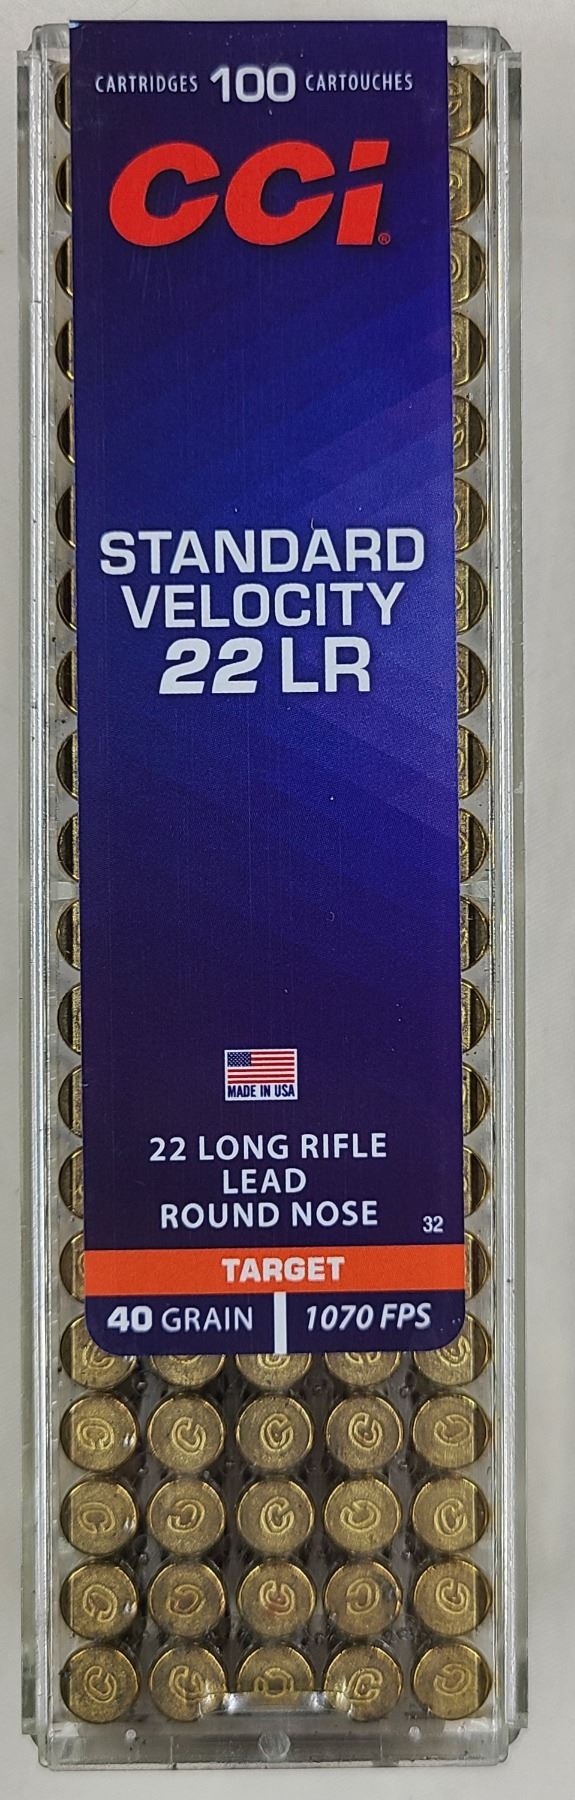 CARTRIDGES 100 CARTOUCHES
CCI®
STANDARD
VELOCITY
22 LR
MADE IN USA
22 LONG RIFLE
LEAD
ROUND NOSE
32
TARGET
40 GRAIN 1070 FPS